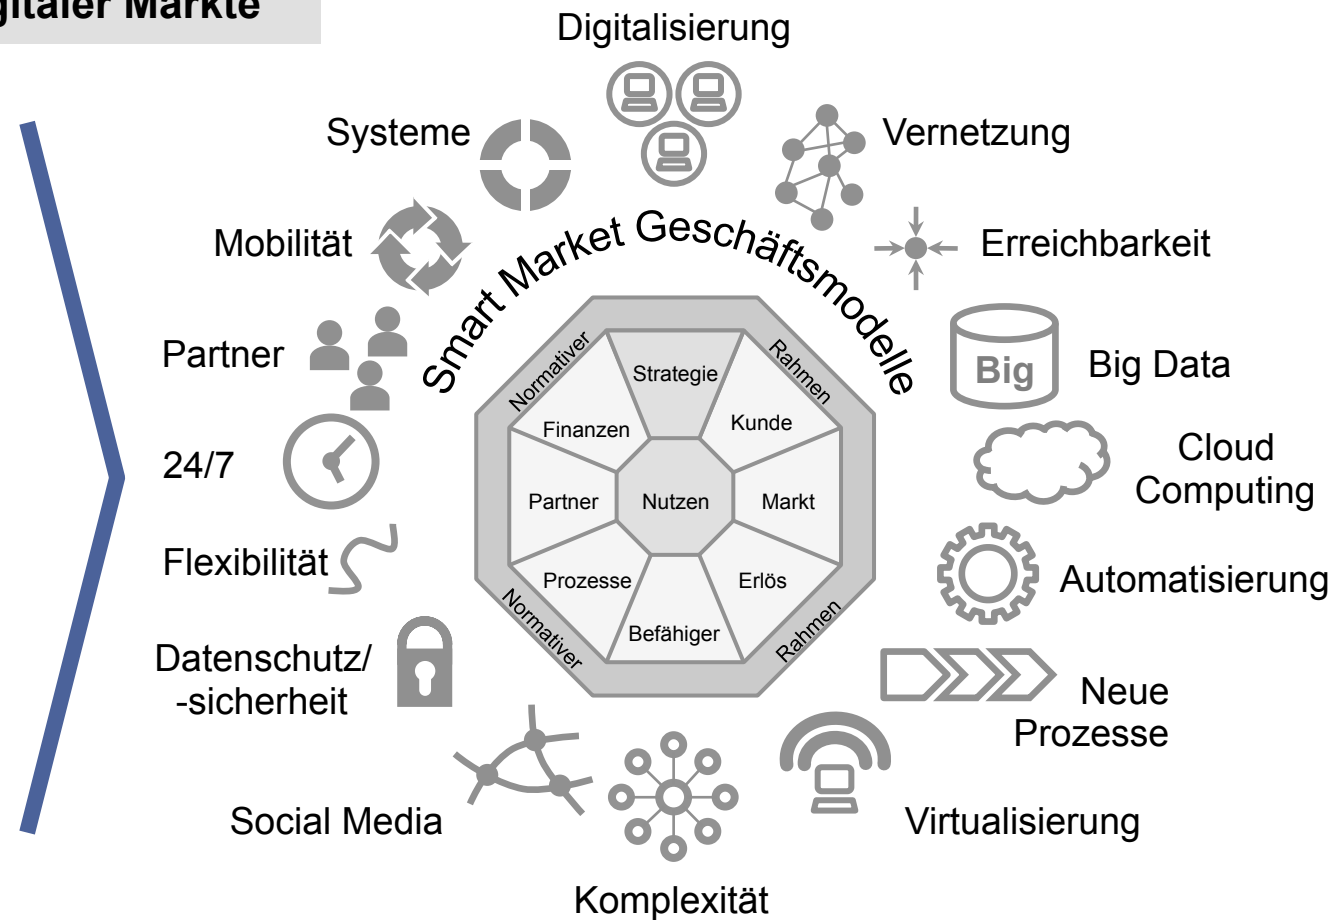 gitaler Märkte
Digitalisierung
Systeme
Vernetzung
Mobilität
Erreichbarkeit
Smart Market Geschäftsmodelle
Partner
Big
Big Data
24/7
Cloud
Computing
Flexibilität
Automatisierung
Datenschutz/
-sicherheit
Neue
Prozesse
Social Media
Virtualisierung
Komplexität
Normativer
Rahmen
Strategie
Finanzen
Kunde
Partner
Nutzen
Markt
Prozesse
Erlös
Befähiger
Normativer
Rahmen